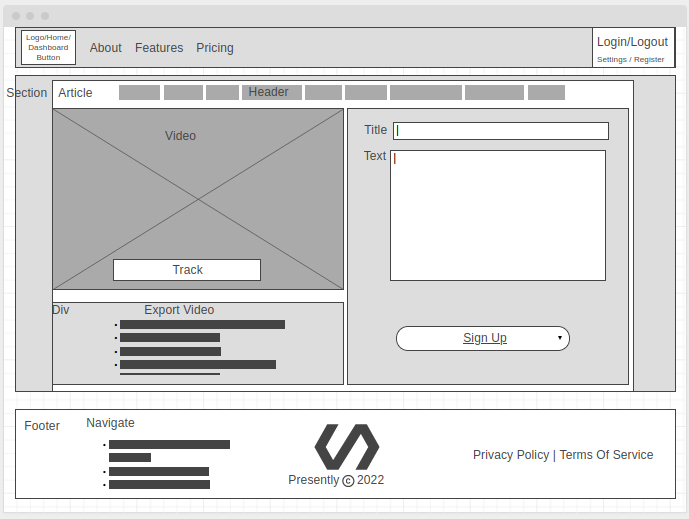 Logo/Home/
Dashboard
Button
About Features Pricing
Login/Logout
Settings / Register
Section
Article
Header
Video
Track
Title
Text
Div
Export Video
Sign Up
Footer
Navigate
Presently © 2022
Privacy Policy | Terms Of Service